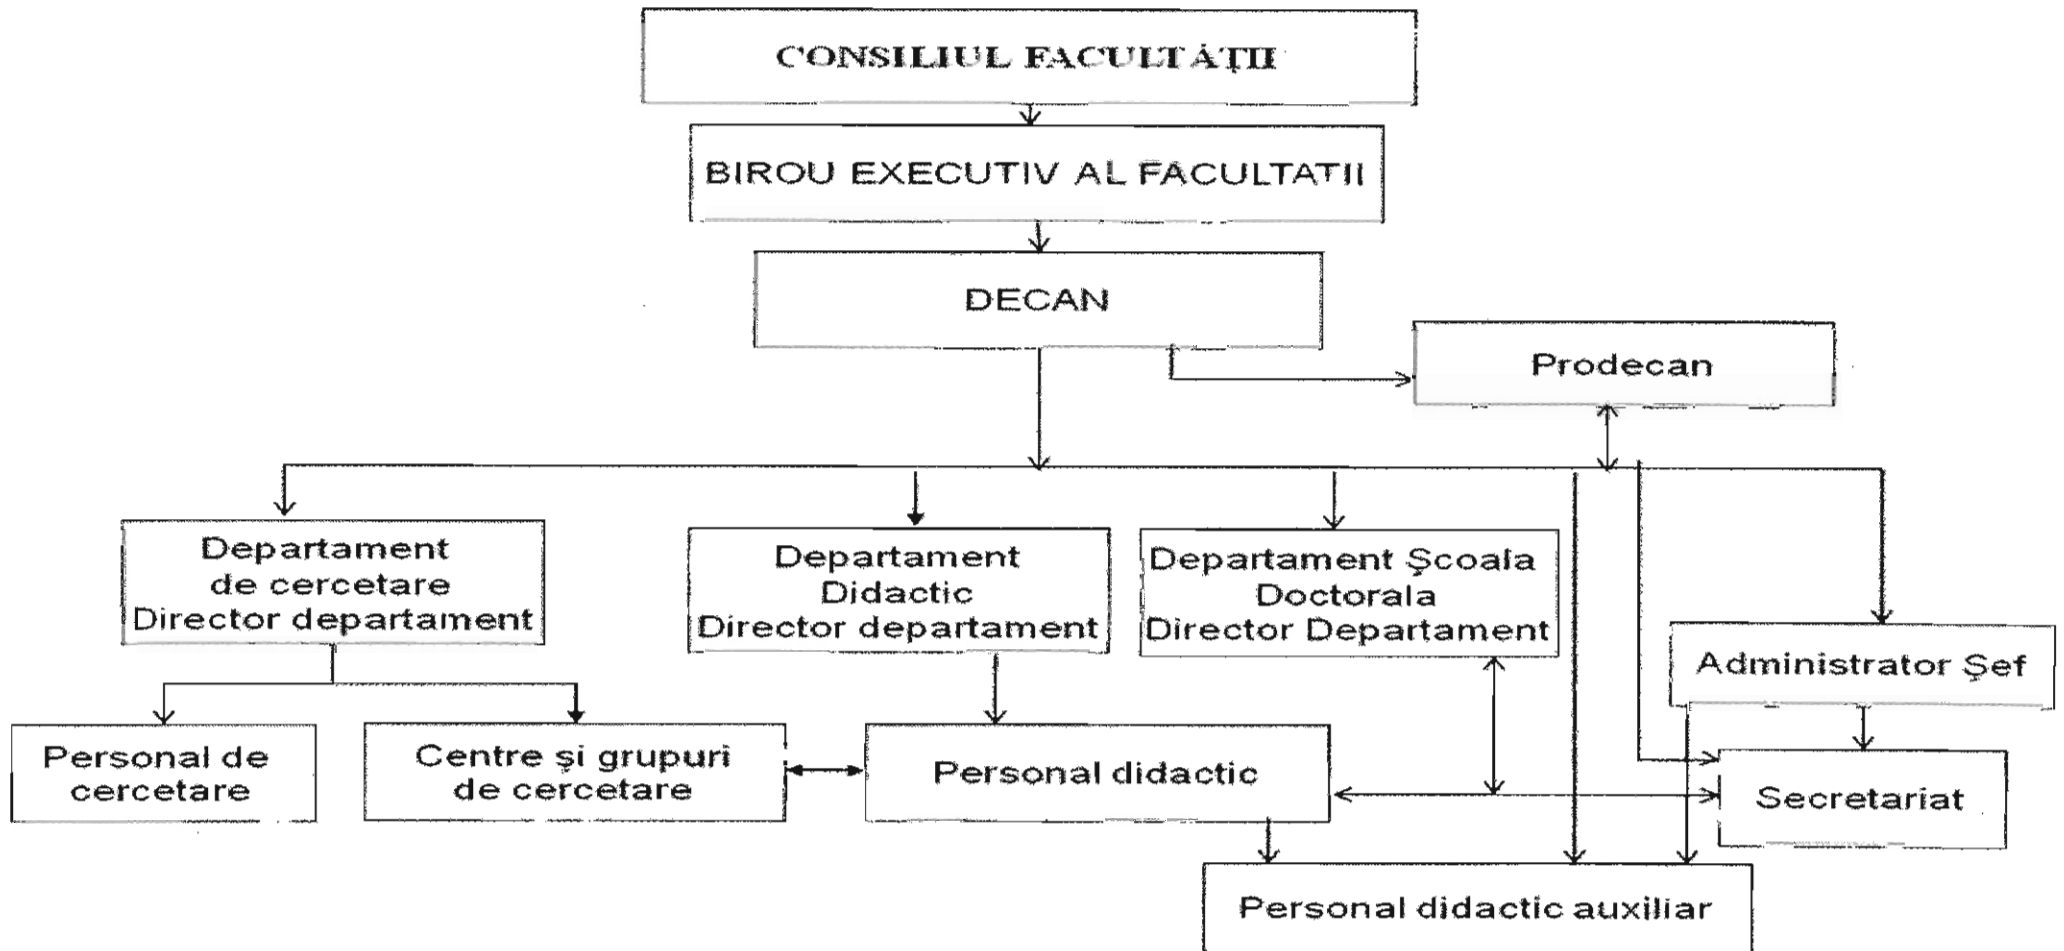 CONSILIUL FACULTĂŢII
BIROU EXECUTIV AL FACULTATII
DECAN
Prodecan
Departament
de cercetare
Director departament
Departament
Didactic
Director departament
Departament Şcoala
Doctorala
Director Departament
Administrator Şef
Personal de
cercetare
Centre şi grupuri
de cercetare
Personal didactic
Secretariat
Personal didactic auxiliar